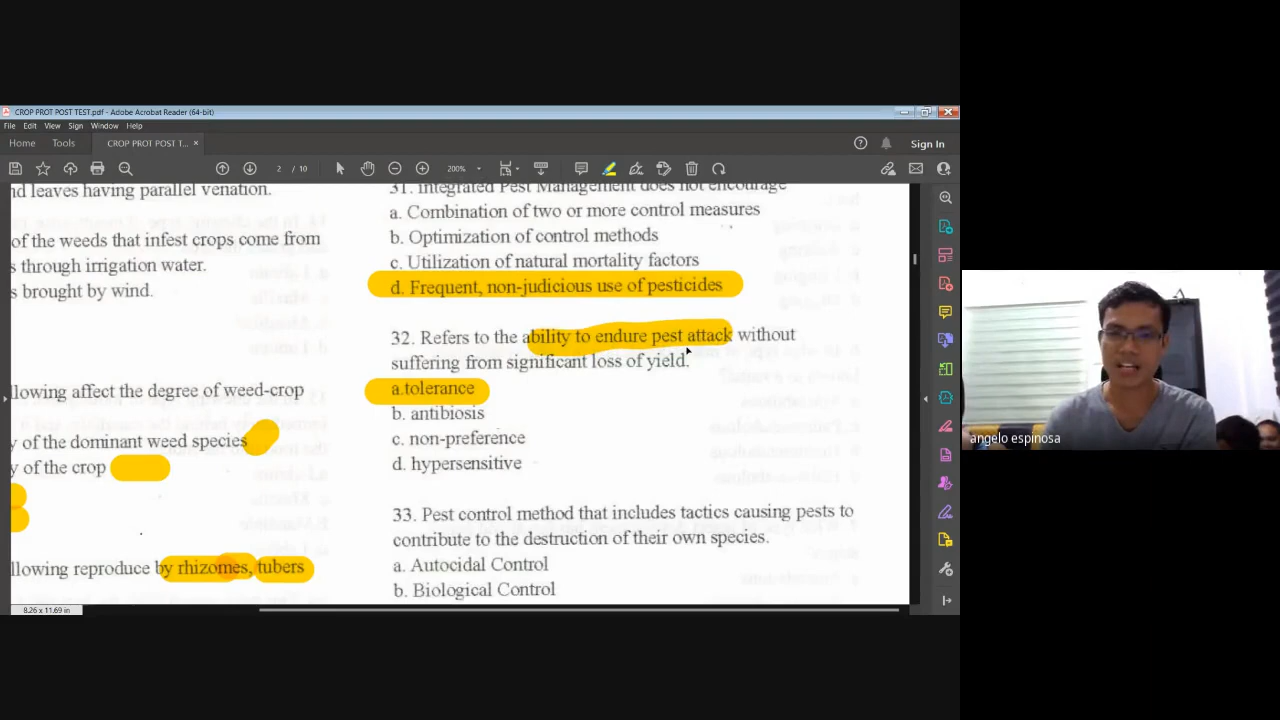 CROP PROT POST TEST.pdf - Adobe Acrobat Reader (64-bit)
File Edit View Sign Window Help
Home Tools CROP PROT POST T... × Sign In
2 / 10 200%
nd leaves having parallel venation.
of the weeds that infest crops come from
s through irrigation water.
s brought by wind.
llowing affect the degree of weed-crop
y of the dominant weed species
y of the crop
llowing reproduce by rhizomes, tubers
31. Integrated Pest Management does not encourage
a. Combination of two or more control measures
b. Optimization of control methods
c. Utilization of natural mortality factors
d. Frequent, non-judicious use of pesticides
32. Refers to the ability to endure pest attack without
suffering from significant loss of yield.
a.tolerance
b. antibiosis
c. non-preference
d. hypersensitive
33. Pest control method that includes tactics causing pests to
contribute to the destruction of their own species.
a. Autocidal Control
b. Biological Control
8.26 x 11.69 in
angelo espinosa